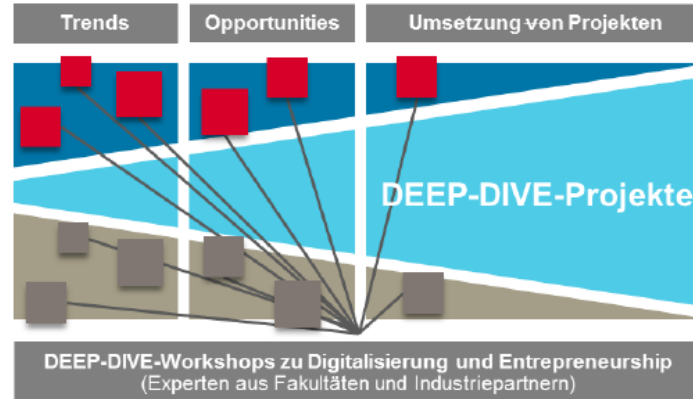 Trends
Opportunities
Umsetzung von Projekten
DEEP-DIVE-Projekte
DEEP-DIVE-Workshops zu Digitalisierung und Entrepreneurship
(Experten aus Fakultäten und Industriepartnern)